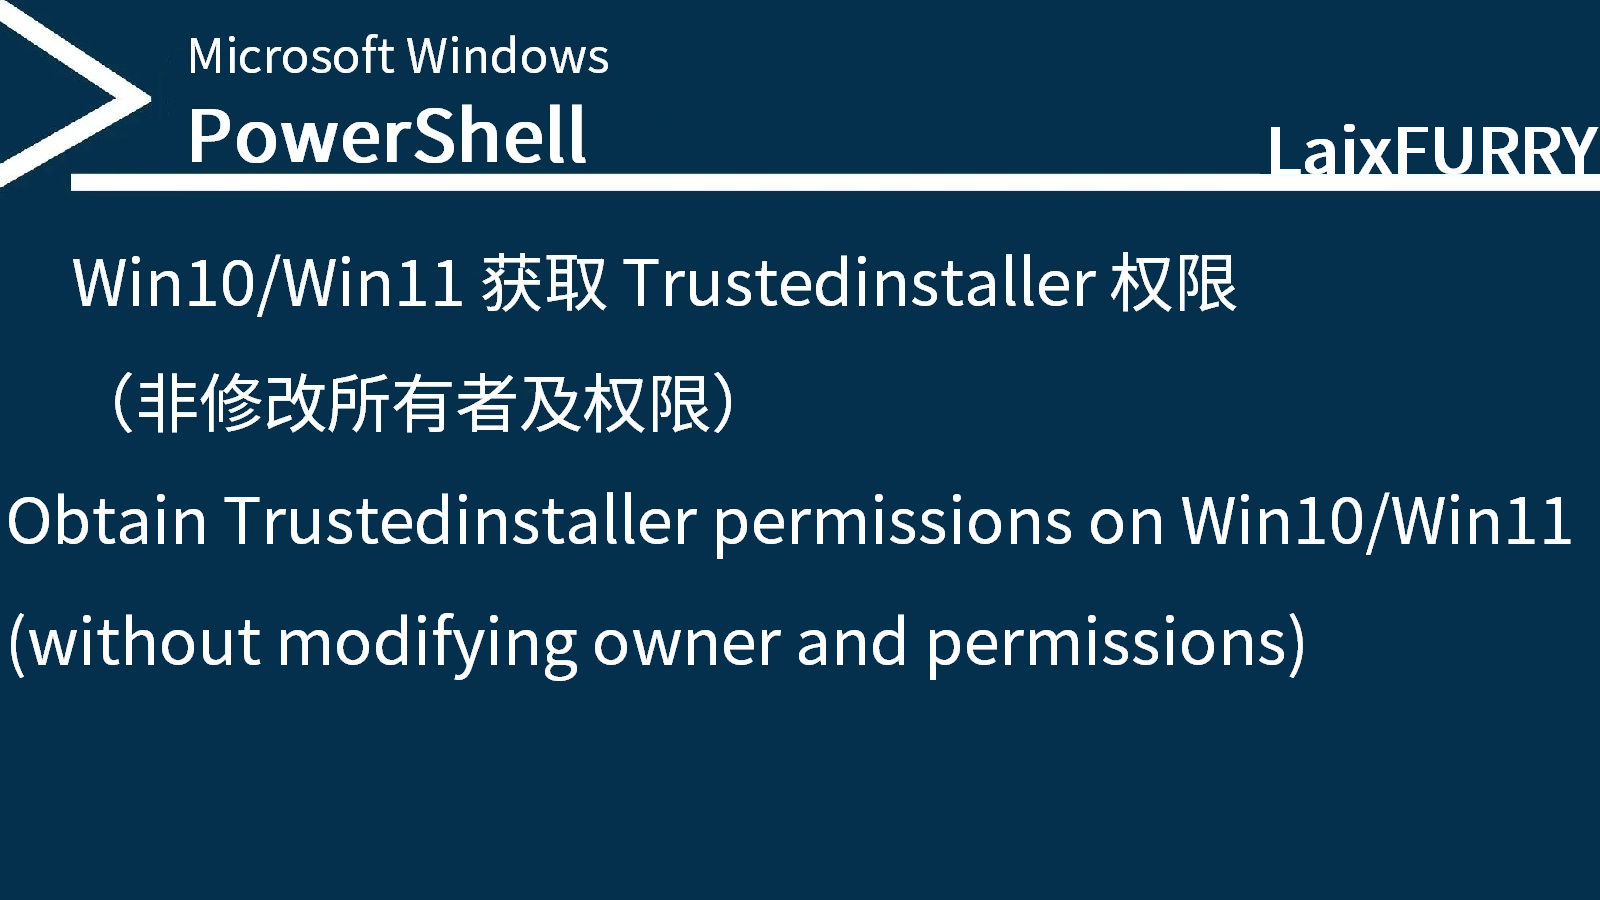 Microsoft Windows
PowerShell
LaixFURRY
Win10/Win11 获取 Trustedinstaller 权限
（非修改所有者及权限）
Obtain Trustedinstaller permissions on Win10/Win11
(without modifying owner and permissions)